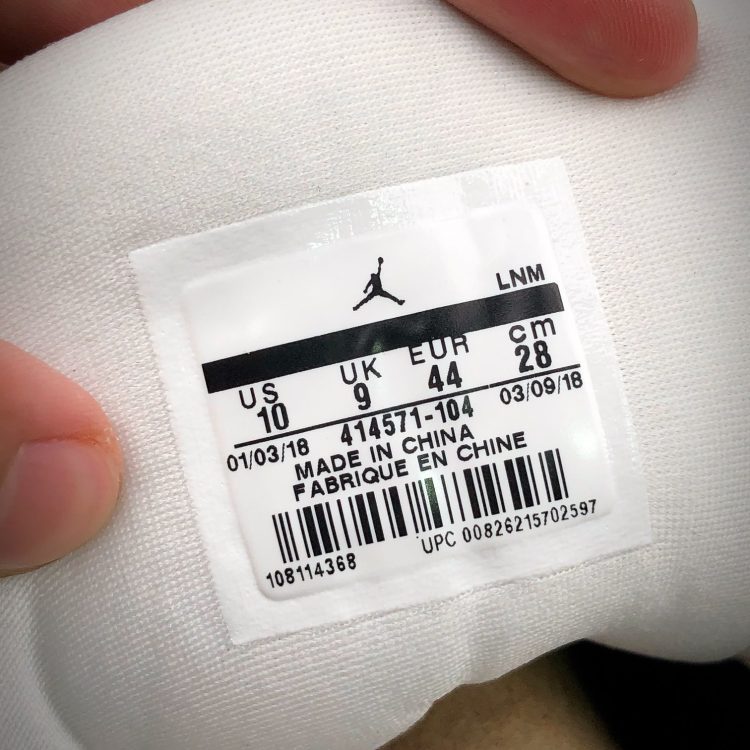 LNM
US UK EUR cm
10 9 44 28
01/03/18 414571-104 03/09/18
MADE IN CHINA
FABRIQUE EN CHINE
108114368 UPC 00826215702597